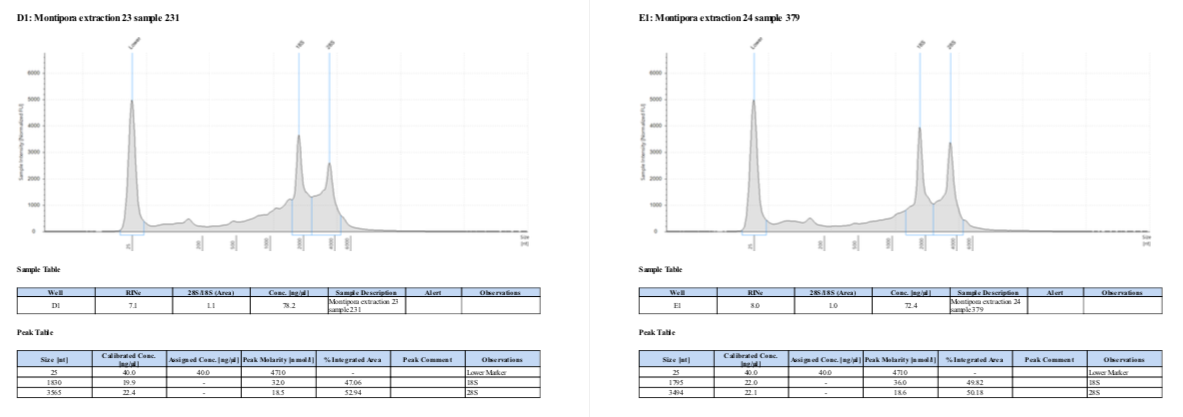 D1: Montipora extraction 23 sample 231
Lower
18S
28S
Sample Intensity [Normalized FU]
6000
5000
4000
3000
2000
1000
0
25
200
500
1000
2000
4000
6000
Sample Table
Well RINe 28S/18S (Area) Conc. [ng/µl] Sample Description Alert Observations
D1 7.1 1.1 78.2 Montipora extraction 23
sample231
Peak Table
Size [nt] Calibrated Conc. [ng/µl] Assigned Conc. [ng/µl] Peak Molarity [nmol/l] % Integrated Area Peak Comment Observations
25 40.0 40.0 4710 - Lower Marker
1830 19.9 - 32.0 47.06 18S
3565 22.4 - 18.5 52.94 28S
E1: Montipora extraction 24 sample 379
Lower
18S
28S
Sample Intensity [Normalized FU]
6000
5000
4000
3000
2000
1000
0
25
200
500
1000
2000
4000
6000
Sample Table
Well RINe 28S/18S (Area) Conc. [ng/µl] Sample Description Alert Observations
E1 8.0 1.0 72.4 Montipora extraction 24
sample379
Peak Table
Size [nt] Calibrated Conc. [ng/µl] Assigned Conc. [ng/µl] Peak Molarity [nmol/l] % Integrated Area Peak Comment Observations
25 40.0 40.0 4710 - Lower Marker
1795 22.0 - 36.0 49.82 18S
3494 22.1 - 18.6 50.18 28S